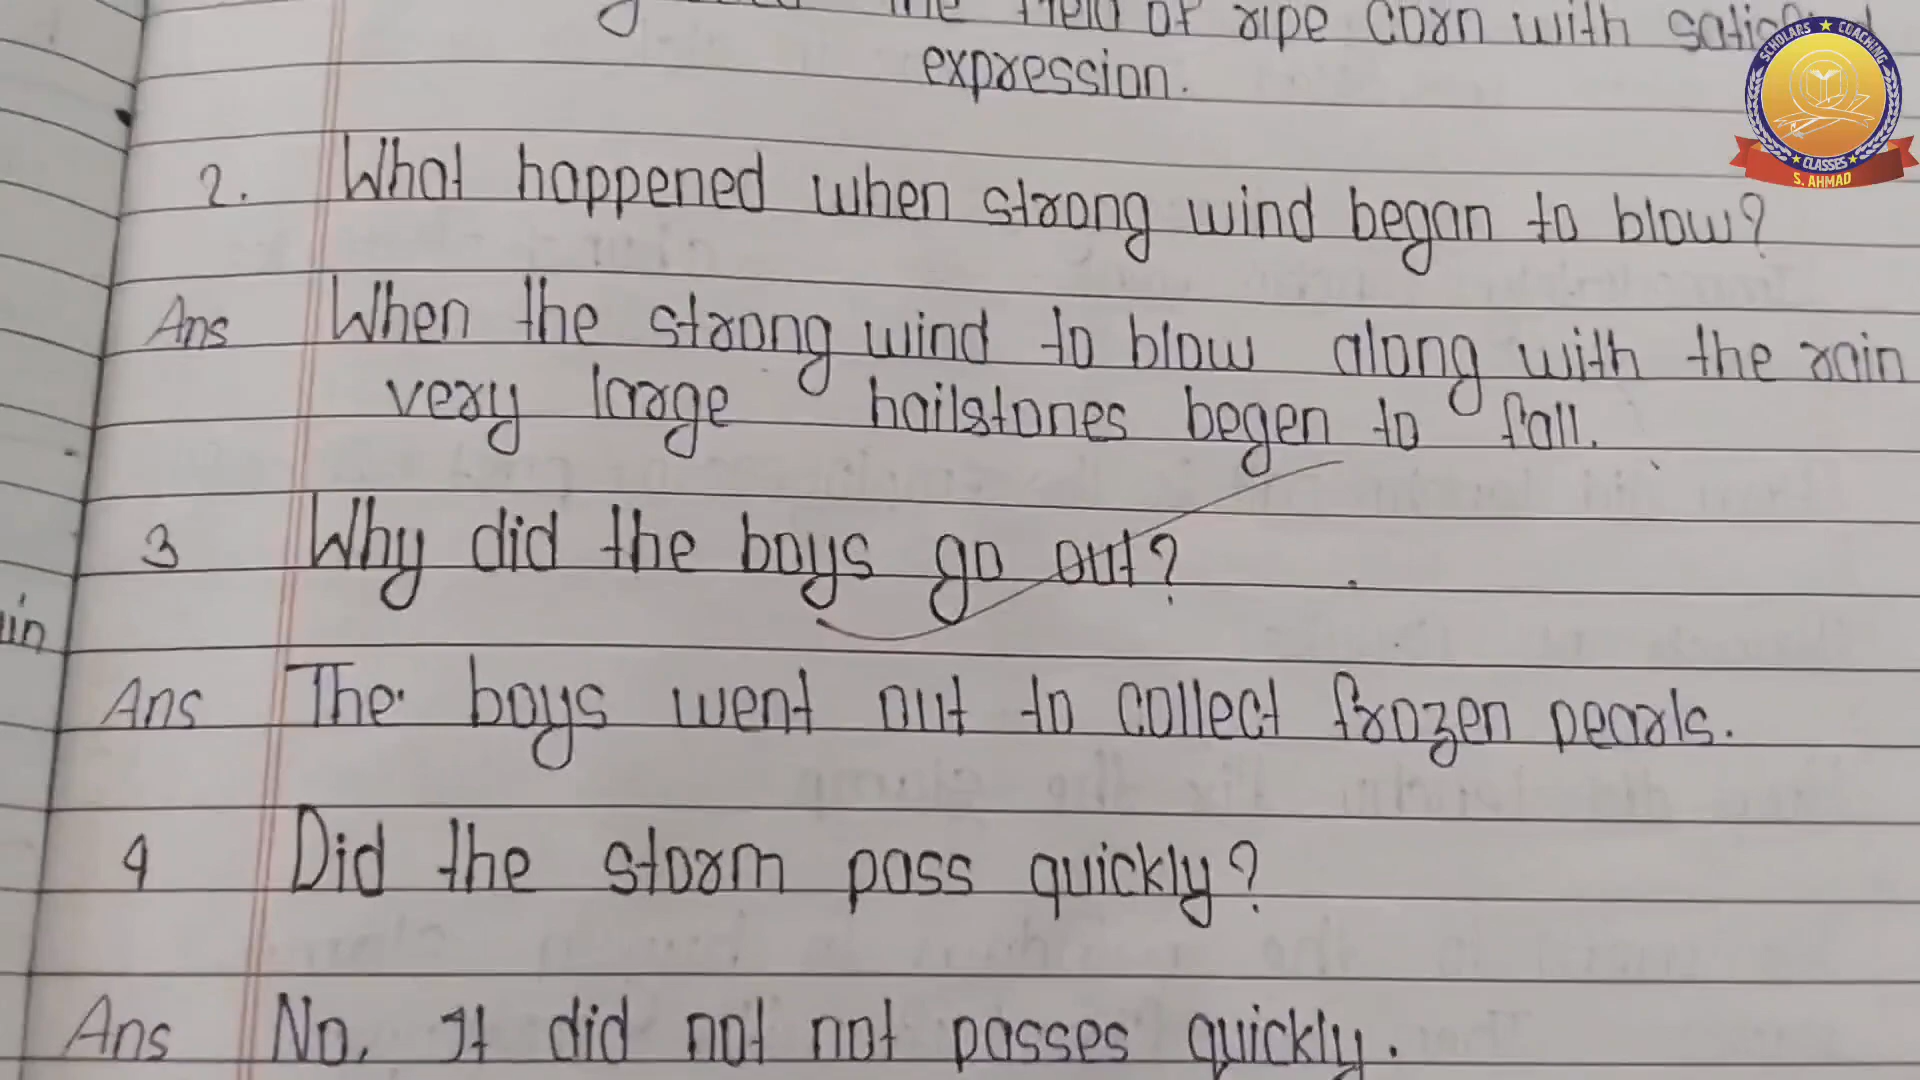 the field of ripe corn with
expression.
SCHOLARS ★ COACHING
★ CLASSES ★
S. AHMAD
2. What happened when strong wind began to blow?
Ans When the strong wind to blow along with the rain
very large hailstones begen to fall.
3 Why did the boys go out?
in
Ans The boys went out to collect frozen pearls.
4 Did the storm pass quickly?
Ans No, It did not not passes quickly.